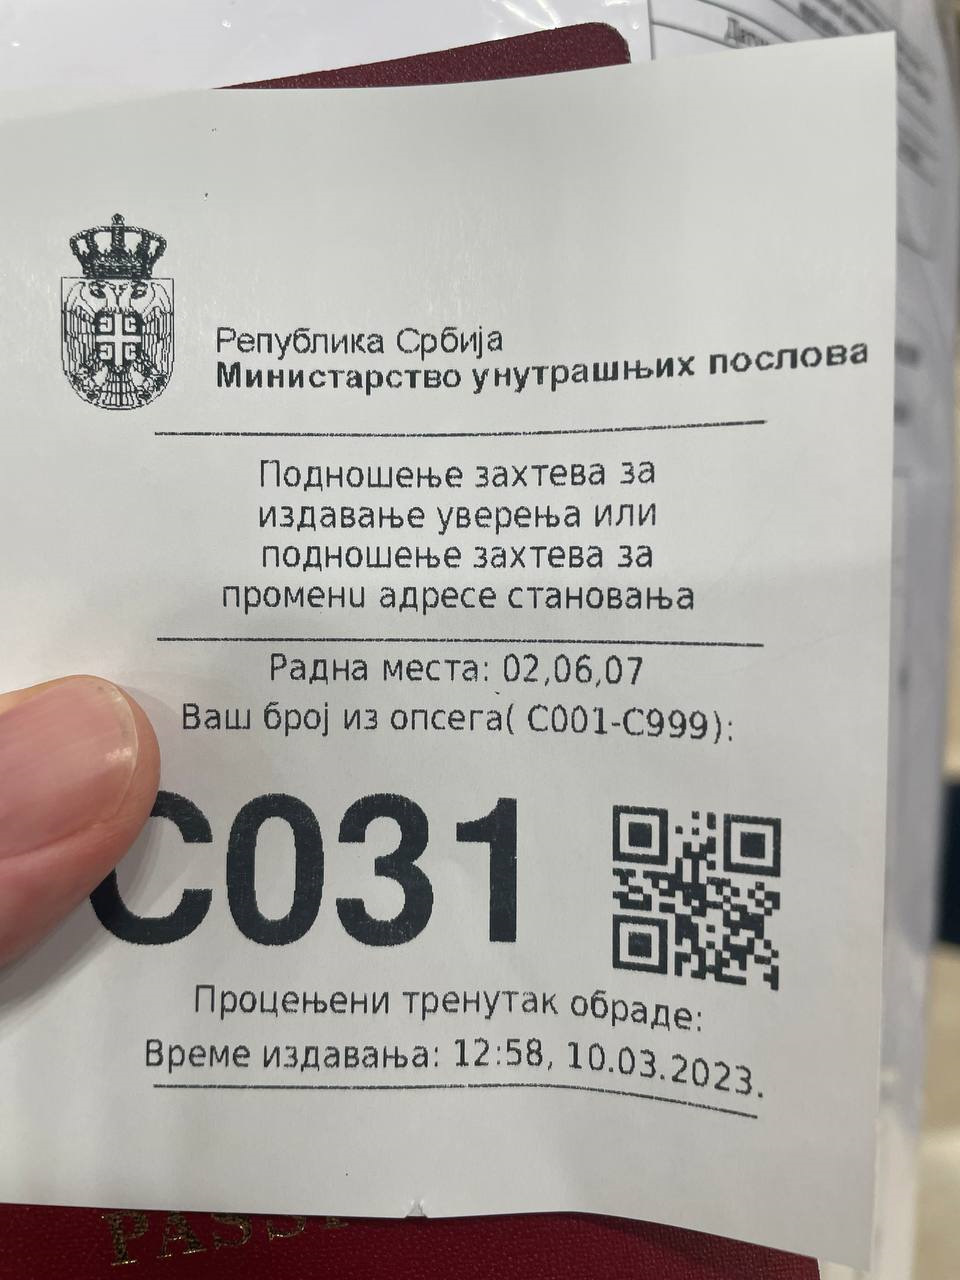 Република Србија
Министарство унутрашњих послова
Подношење захтева за
издавање уверења или
подношење захтева за
промени адресе становања
Радна места: 02,06,07
Ваш број из опсега( C001-C999):
C031
Процењени тренутак обраде:
Време издавања: 12:58, 10.03.2023.